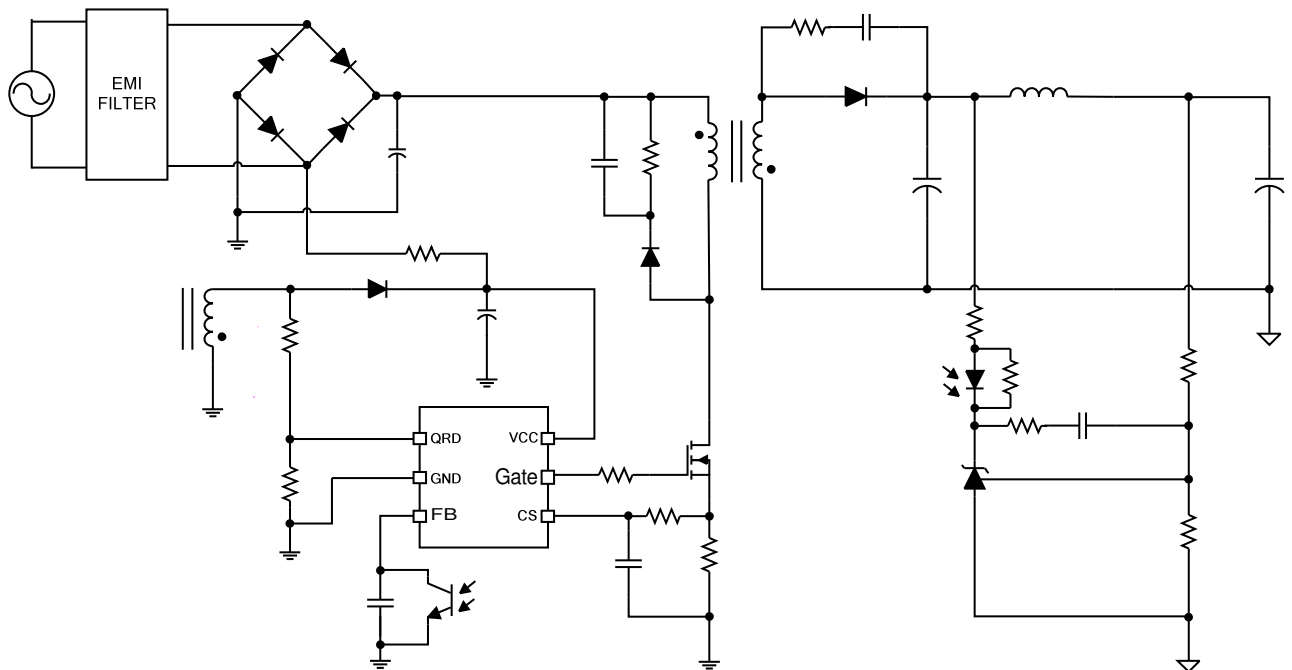 EMI
FILTER
QRD
VCC
GND
Gate
FB
CS